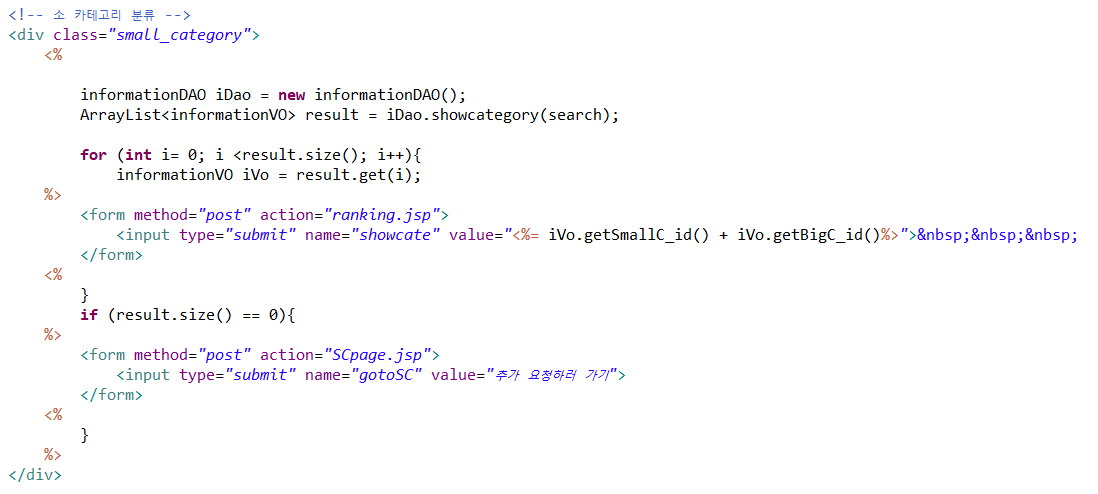 <!-- 소 카테고리 분류 -->
<div class="small_category">
<%
informationDAO iDao = new informationDAO();
ArrayList<informationVO> result = iDao.showcategory(search);
for (int i= 0; i <result.size(); i++){
informationVO iVo = result.get(i);
%>
<form method="post" action="ranking.jsp">
<input type="submit" name="showcate" value="<%= iVo.getSmallC_id() + iVo.getBigC_id()%>">&nbsp;&nbsp;&nbsp;
</form>
<%
}
if (result.size() == 0){
%>
<form method="post" action="SCpage.jsp">
<input type="submit" name="gotoSC" value="추가 요청하러 가기">
</form>
<%
}
%>
</div>